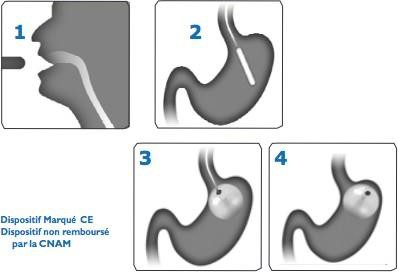 1
2
3
4
Dispositif Marqué CE
Dispositif non remboursé
par la CNAM